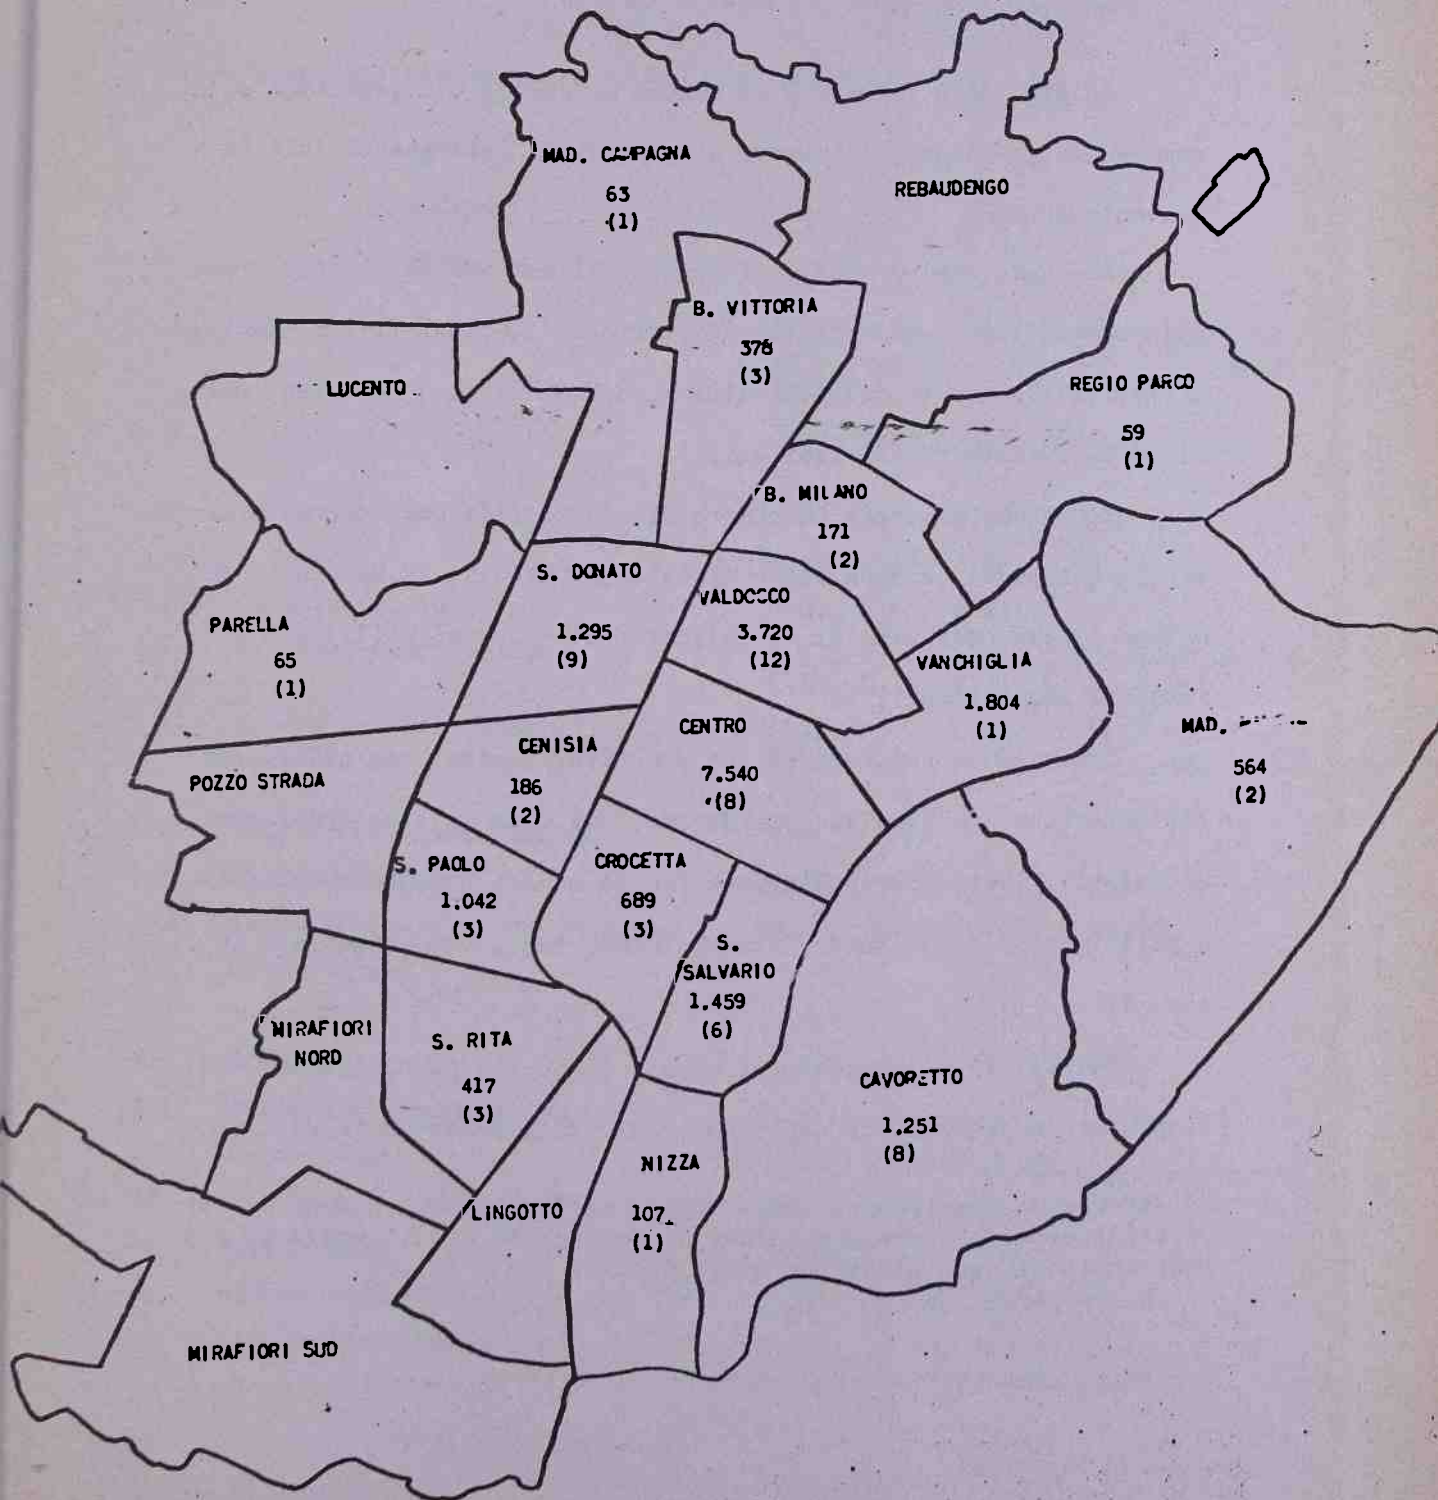 MAD. CAMPAGNA
63
(1)
REBAUDENGO
B. VITTORIA
378
(3)
LUCENTO
REGIO PARCO
59
(1)
B. MILANO
171
(2)
S. DONATO
1.295
(9)
VALDOCCO
3.720
(12)
PARELLA
65
(1)
VANCHIGLIA
1.804
(1)
MAD.
564
(2)
CENTRO
7.540
(8)
CENISIA
186
(2)
POZZO STRADA
S. PAOLO
1.042
(3)
CROCETTA
689
(3)
S.
SALVARIO
1.459
(6)
MIRAFIORI
NORD
S. RITA
417
(3)
CAVORETTO
1.251
(8)
NIZZA
107
(1)
LINGOTTO
MIRAFIORI SUD